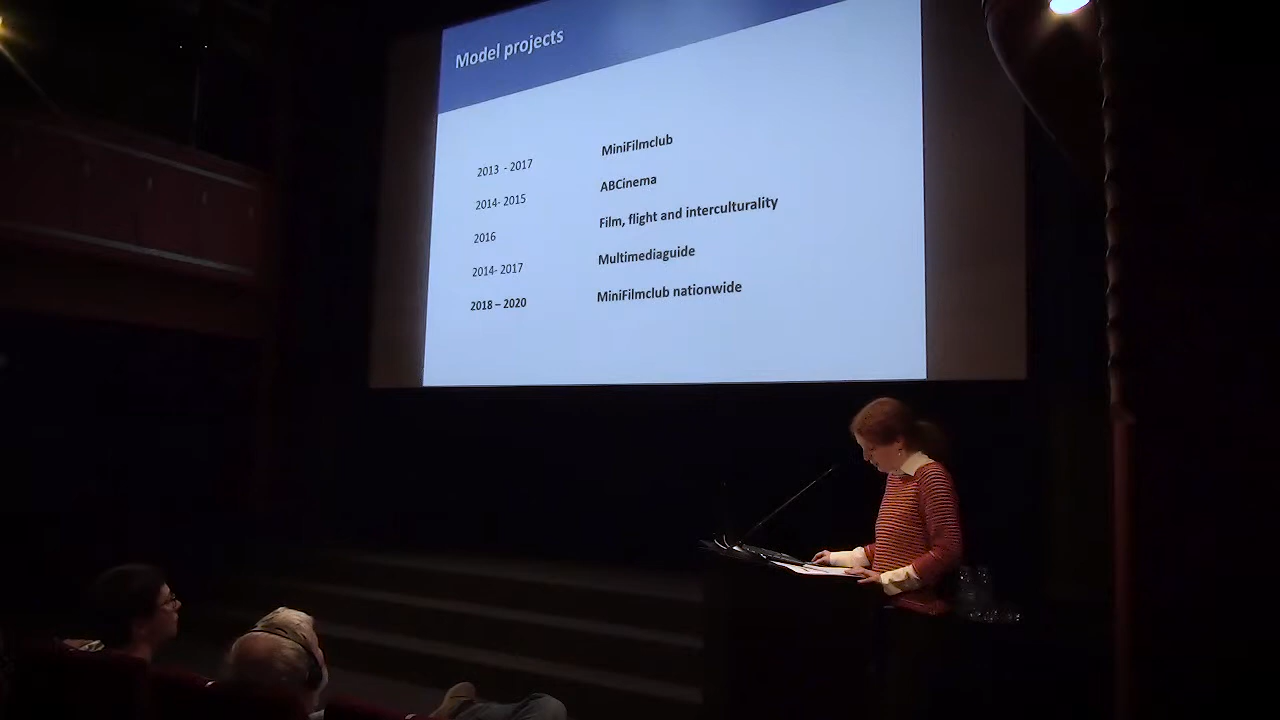 Model projects
2013 - 2017 MiniFilmclub
2014- 2015 ABCinema
2016 Film, flight and interculturality
2014- 2017 Multimediaguide
2018 – 2020 MiniFilmclub nationwide